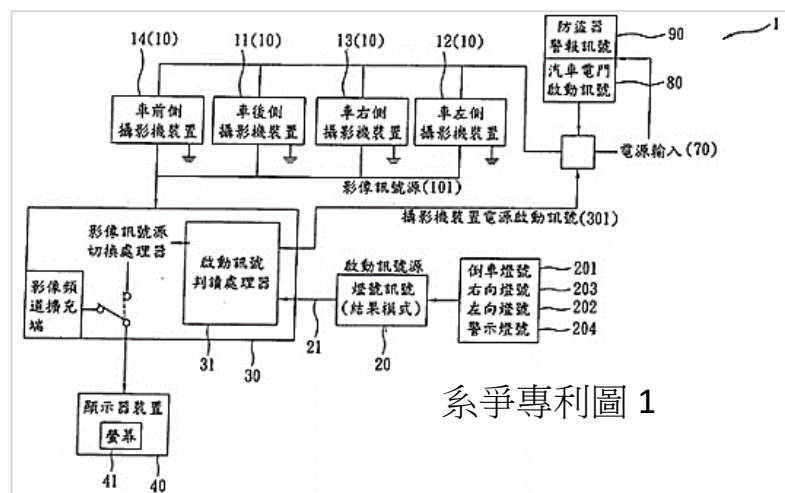 1
14(10)
11(10)
13(10)
12(10)
防盜器
警報訊號
90
汽車電門
啟動訊號
80
車前側
攝影機裝置
車後側
攝影機裝置
車右側
攝影機裝置
車左側
攝影機裝置
電源輸入(70)
影像訊號源(101)
攝影機裝置電源啟動訊號(301)
影像訊號源
切換處理器
啟動訊號
判讀處理器
影像頻
道擴充
端
啟動訊號源
燈號訊號
(結果模式)
倒車燈號
右向燈號
左向燈號
警示燈號
201
203
202
204
21
20
31
30
顯示器裝置
螢幕
41
40
系爭專利圖 1